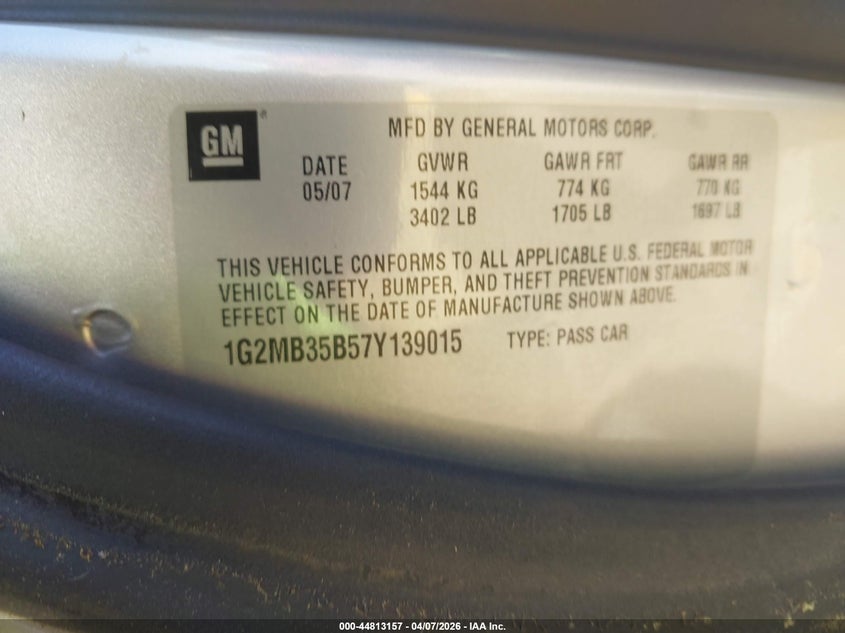 GM ®
MFD BY GENERAL MOTORS CORP.
DATE GVWR GAWR FRT GAWR RR
05/07 1544 KG 774 KG 770 KG
3402 LB 1705 LB 1697 LB
THIS VEHICLE CONFORMS TO ALL APPLICABLE U.S. FEDERAL MOTOR
VEHICLE SAFETY, BUMPER, AND THEFT PREVENTION STANDARDS IN
EFFECT ON THE DATE OF MANUFACTURE SHOWN ABOVE.
1G2MB35B57Y139015 TYPE: PASS CAR
000-44813157 - 04/07/2026 - IAA Inc.